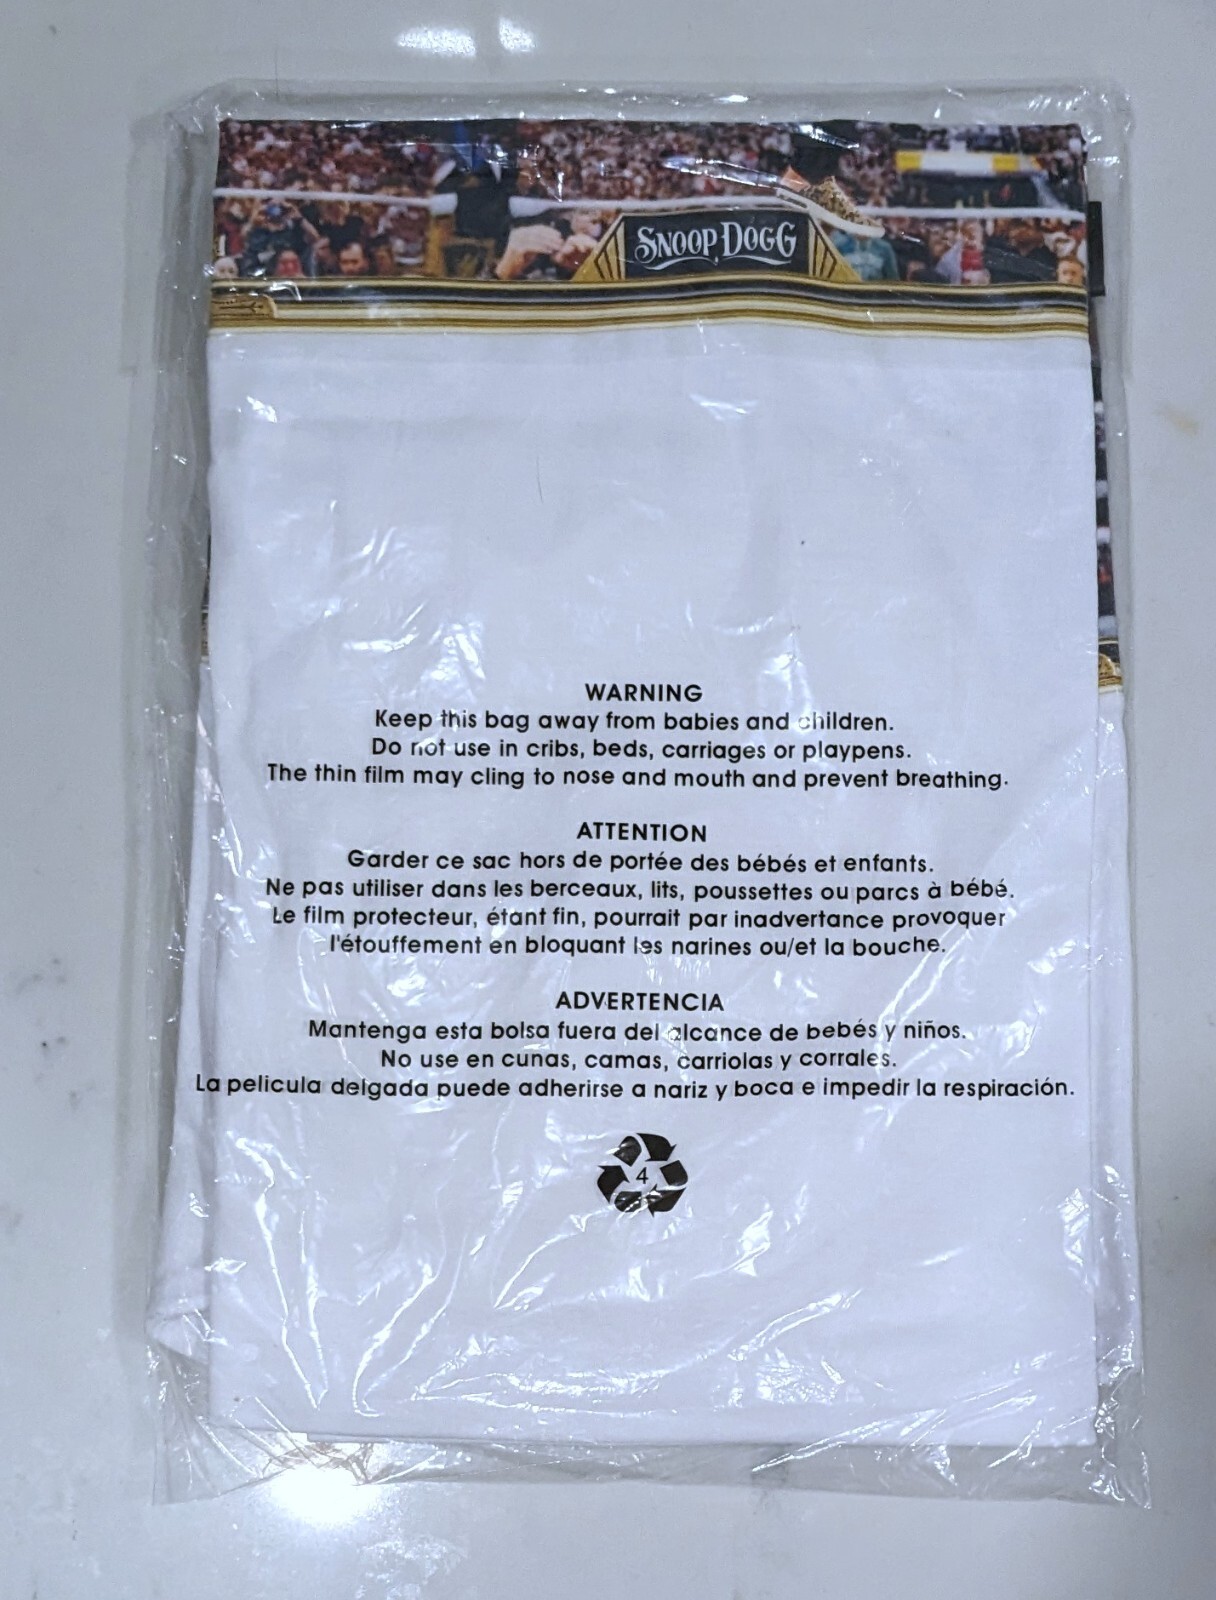 SNOOP DOGG
WARNING
Keep this bag away from babies and children.
Do not use in cribs, beds, carriages or playpens.
The thin film may cling to nose and mouth and prevent breathing.
ATTENTION
Garder ce sac hors de portée des bébés et enfants.
Ne pas utiliser dans les berceaux, lits, poussettes ou parcs à bébé.
Le film protecteur, étant fin, pourrait par inadvertance provoquer
l'étouffement en bloquant les narines ou/et la bouche.
ADVERTENCIA
Mantenga esta bolsa fuera del alcance de bebés y niños.
No use en cunas, camas, carriolas y corrales.
La pelicula delgada puede adherirse a nariz y boca e impedir la respiración.
4